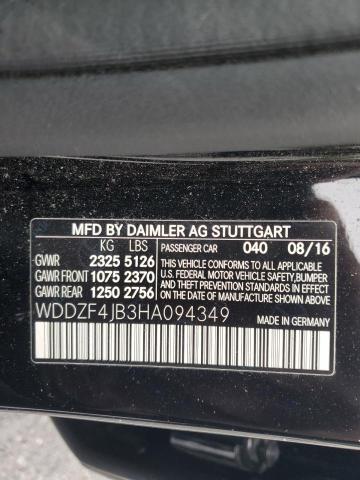 MFD BY DAIMLER AG STUTTGART
KG LBS PASSENGER CAR 040 08/16
GVWR 2325 5126 THIS VEHICLE CONFORMS TO ALL APPLICABLE
GAWR FRONT 1075 2370 U.S. FEDERAL MOTOR VEHICLE SAFETY, BUMPER,
GAWR REAR 1250 2756 AND THEFT PREVENTION STANDARDS IN EFFECT
ON THE DATE OF MANUFACTURE SHOWN ABOVE.
WDDZF4JB3HA094349 MADE IN GERMANY